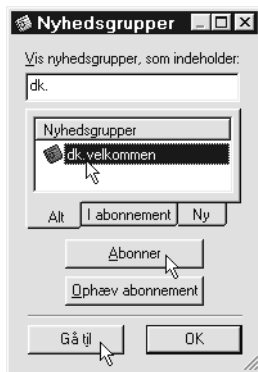 Nyhedsgrupper
Vis nyhedsgrupper, som indeholder:
dk.
Nyhedsgrupper
dk.velkommen
Alt
I abonnement
Ny
Abonner
Ophæv abonnement
Gå til
OK